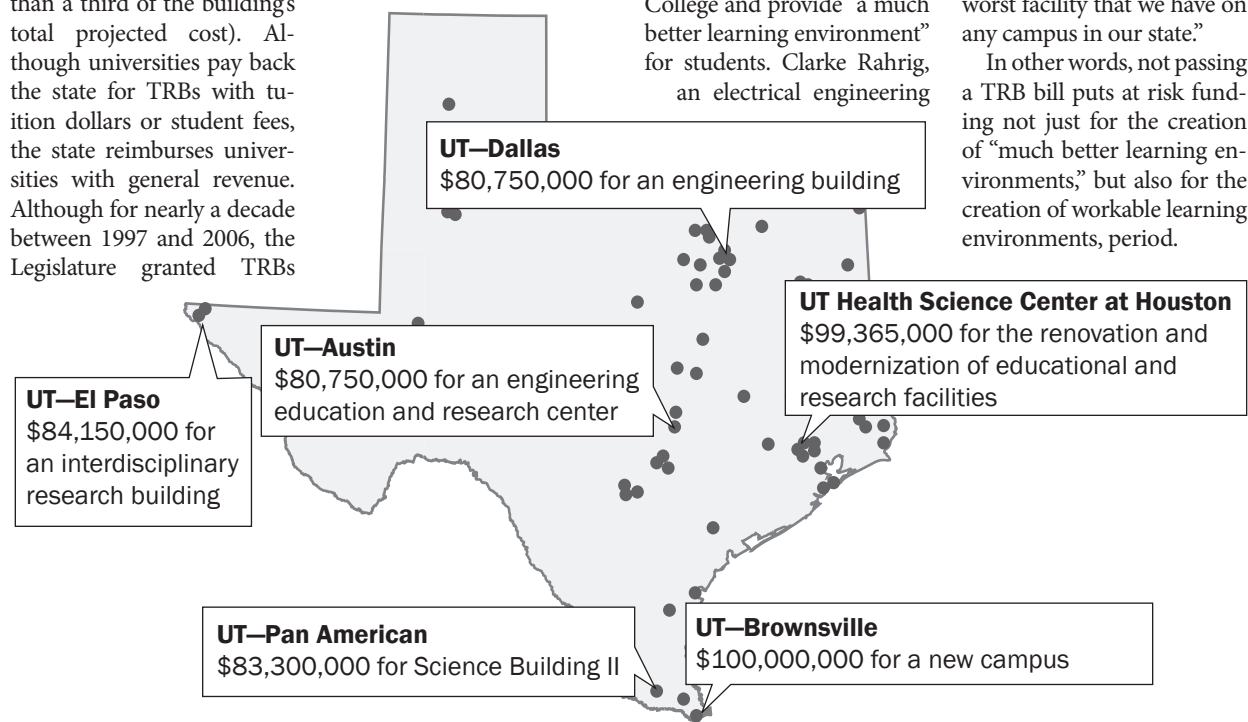 than a third of the building's
total projected cost). Al-
though universities pay back
the state for TRBs with tu-
ition dollars or student fees,
the state reimburses univer-
sities with general revenue.
Although for nearly a decade
between 1997 and 2006, the
Legislature granted TRBs
College and provide “a much
better learning environment”
for students. Clarke Rahrig,
an electrical engineering
worst facility that we have on
any campus in our state.”
In other words, not passing
a TRB bill puts at risk fund-
ing not just for the creation
of “much better learning en-
vironments,” but also for the
creation of workable learning
environments, period.
UT—Dallas
$80,750,000 for an engineering building
UT Health Science Center at Houston
$99,365,000 for the renovation and
modernization of educational and
research facilities
UT—Austin
$80,750,000 for an engineering
education and research center
UT—El Paso
$84,150,000 for
an interdisciplinary
research building
UT—Pan American
$83,300,000 for Science Building II
UT—Brownsville
$100,000,000 for a new campus